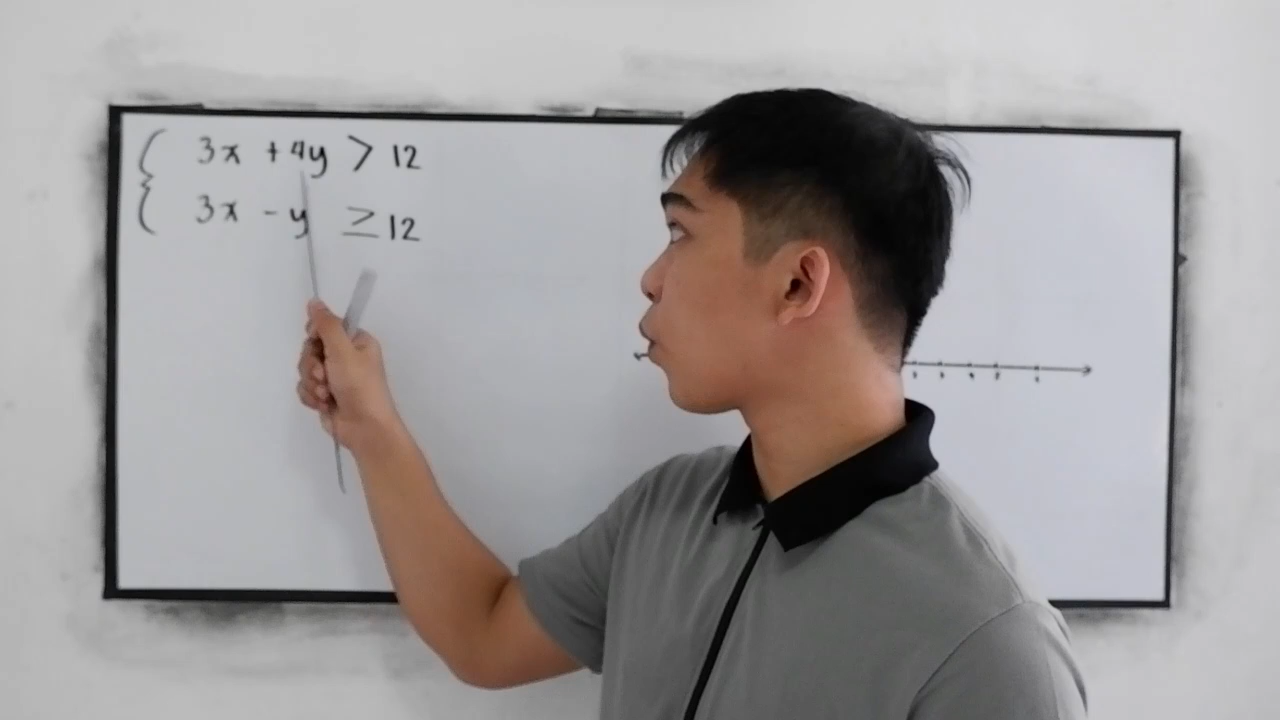 3x + 4y > 12
3x - y ≥ 12